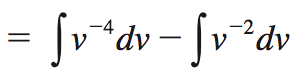 = ∫v⁻⁴dv − ∫v⁻²dv